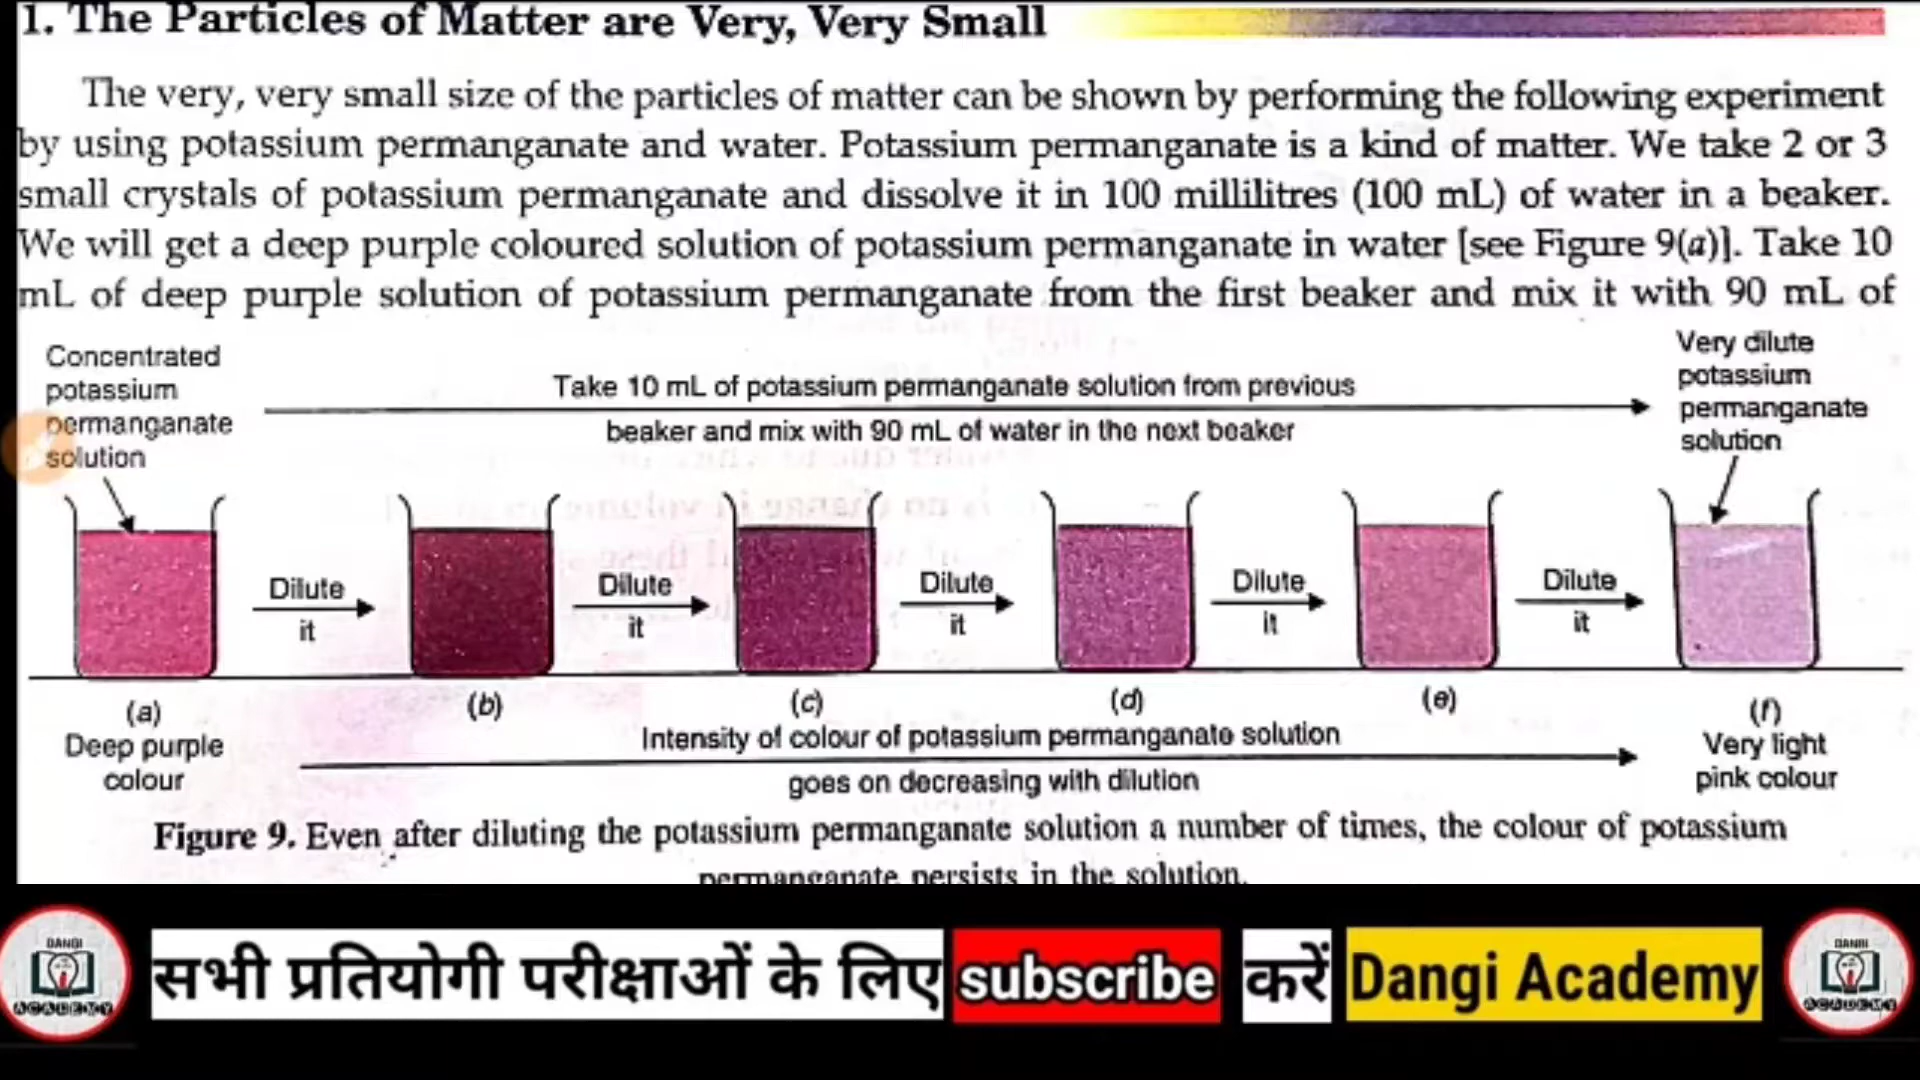 1. The Particles of Matter are Very, Very Small
The very, very small size of the particles of matter can be shown by performing the following experiment
by using potassium permanganate and water. Potassium permanganate is a kind of matter. We take 2 or 3
small crystals of potassium permanganate and dissolve it in 100 millilitres (100 mL) of water in a beaker.
We will get a deep purple coloured solution of potassium permanganate in water [see Figure 9(a)]. Take 10
mL of deep purple solution of potassium permanganate from the first beaker and mix it with 90 mL of
Concentrated
potassium
permanganate
solution
Take 10 mL of potassium permanganate solution from previous
beaker and mix with 90 mL of water in the next beaker
Very dilute
potassium
permanganate
solution
Dilute
it
Dilute
it
Dilute
it
Dilute
it
Dilute
it
(a)
Deep purple
colour
(b)
(c)
(d)
(e)
(f)
Very light
pink colour
Intensity of colour of potassium permanganate solution
goes on decreasing with dilution
Figure 9. Even after diluting the potassium permanganate solution a number of times, the colour of potassium
permanganate persists in the solution.
DANGI
ACADEMY
सभी प्रतियोगी परीक्षाओं के लिए subscribe करें Dangi Academy
DANGI
ACADEMY